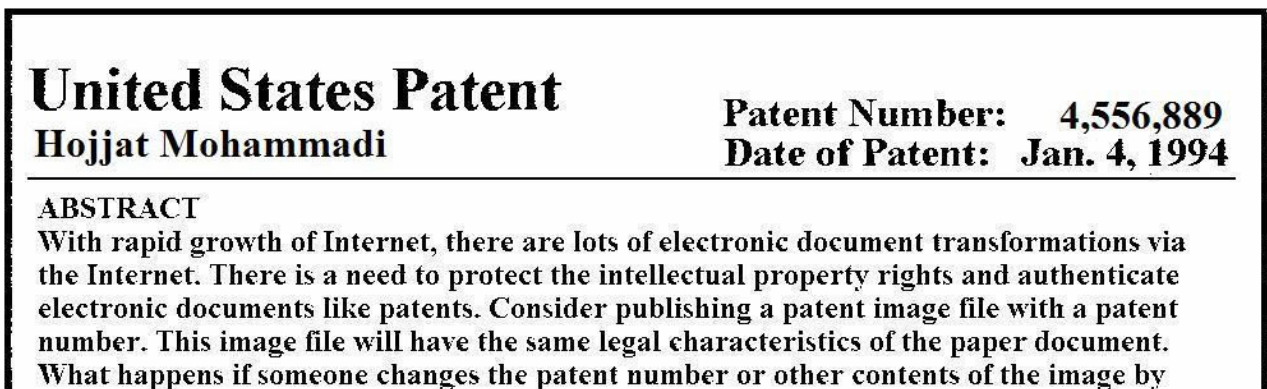 United States Patent
Hojjat Mohammadi
Patent Number: 4,556,889
Date of Patent: Jan. 4, 1994
ABSTRACT
With rapid growth of Internet, there are lots of electronic document transformations via
the Internet. There is a need to protect the intellectual property rights and authenticate
electronic documents like patents. Consider publishing a patent image file with a patent
number. This image file will have the same legal characteristics of the paper document.
What happens if someone changes the patent number or other contents of the image by